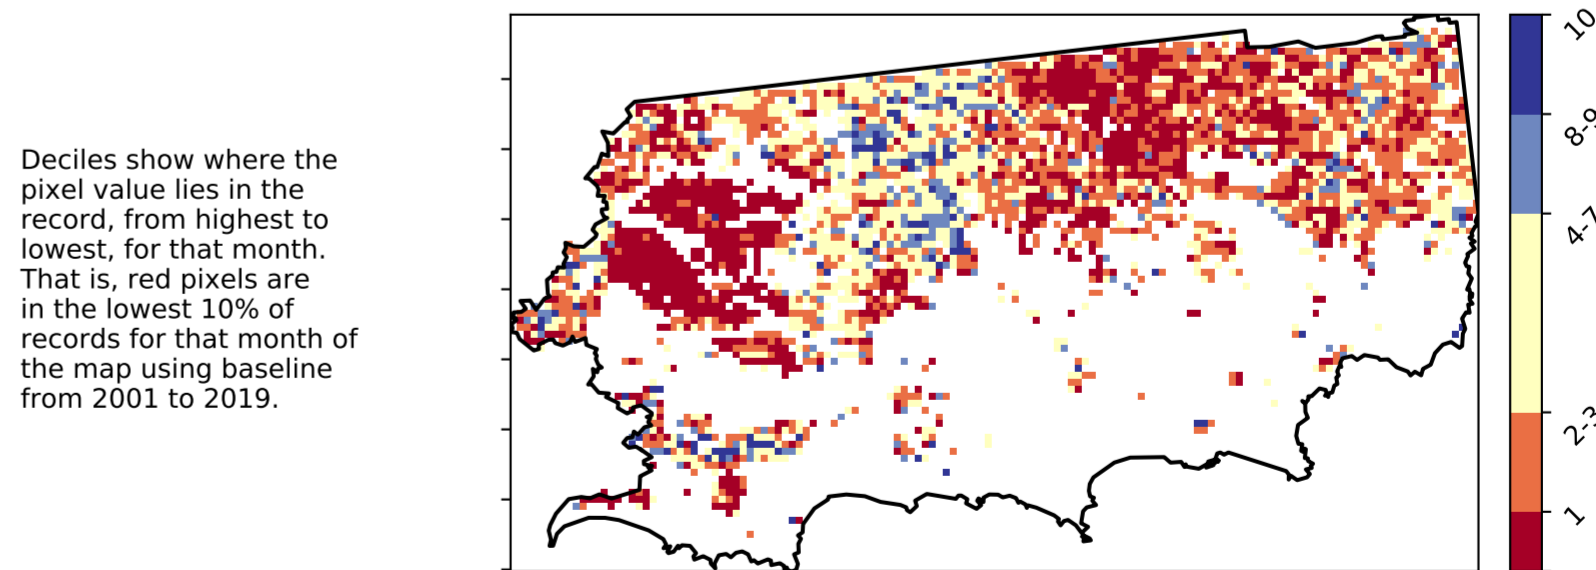 Deciles show where the
pixel value lies in the
record, from highest to
lowest, for that month.
That is, red pixels are
in the lowest 10% of
records for that month of
the map using baseline
from 2001 to 2019.
10
8-9
4-7
2-3
1